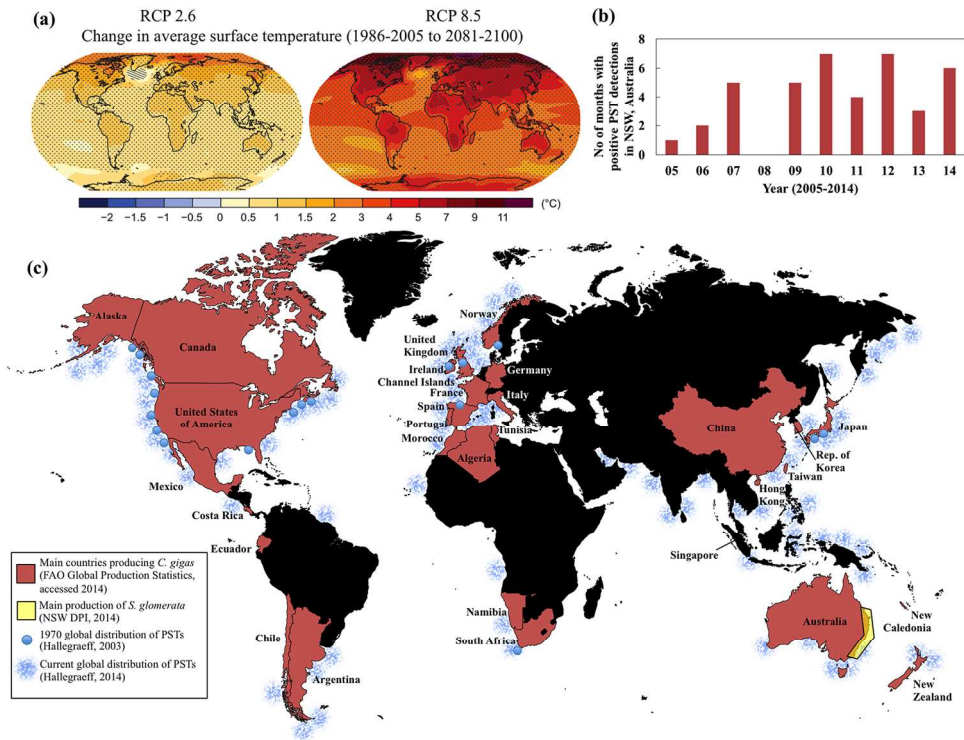 (a)
RCP 2.6
RCP 8.5
Change in average surface temperature (1986-2005 to 2081-2100)
−2 −1.5 −1 −0.5 0 0.5 1 1.5 2 3 4 5 7 9 11 (°C)
(b)
No of months with
positive PST detections
in NSW, Australia
8
6
4
2
0
05 06 07 08 09 10 11 12 13 14
Year (2005-2014)
(c)
Alaska
Canada
United States
of America
Mexico
Costa Rica
Ecuador
Chile
Argentina
Norway
United
Kingdom
Ireland
Channel Islands
France
Spain
Portugal
Morocco
Germany
Italy
Tunisia
Algeria
Namibia
South Africa
China
Japan
Rep. of
Korea
Taiwan
Hong
Kong
Singapore
Australia
New
Caledonia
New
Zealand
Main countries producing C. gigas
(FAO Global Production Statistics,
accessed 2014)
Main production of S. glomerata
(NSW DPI, 2014)
1970 global distribution of PSTs
(Hallegraeff, 2003)
Current global distribution of PSTs
(Hallegraeff, 2014)